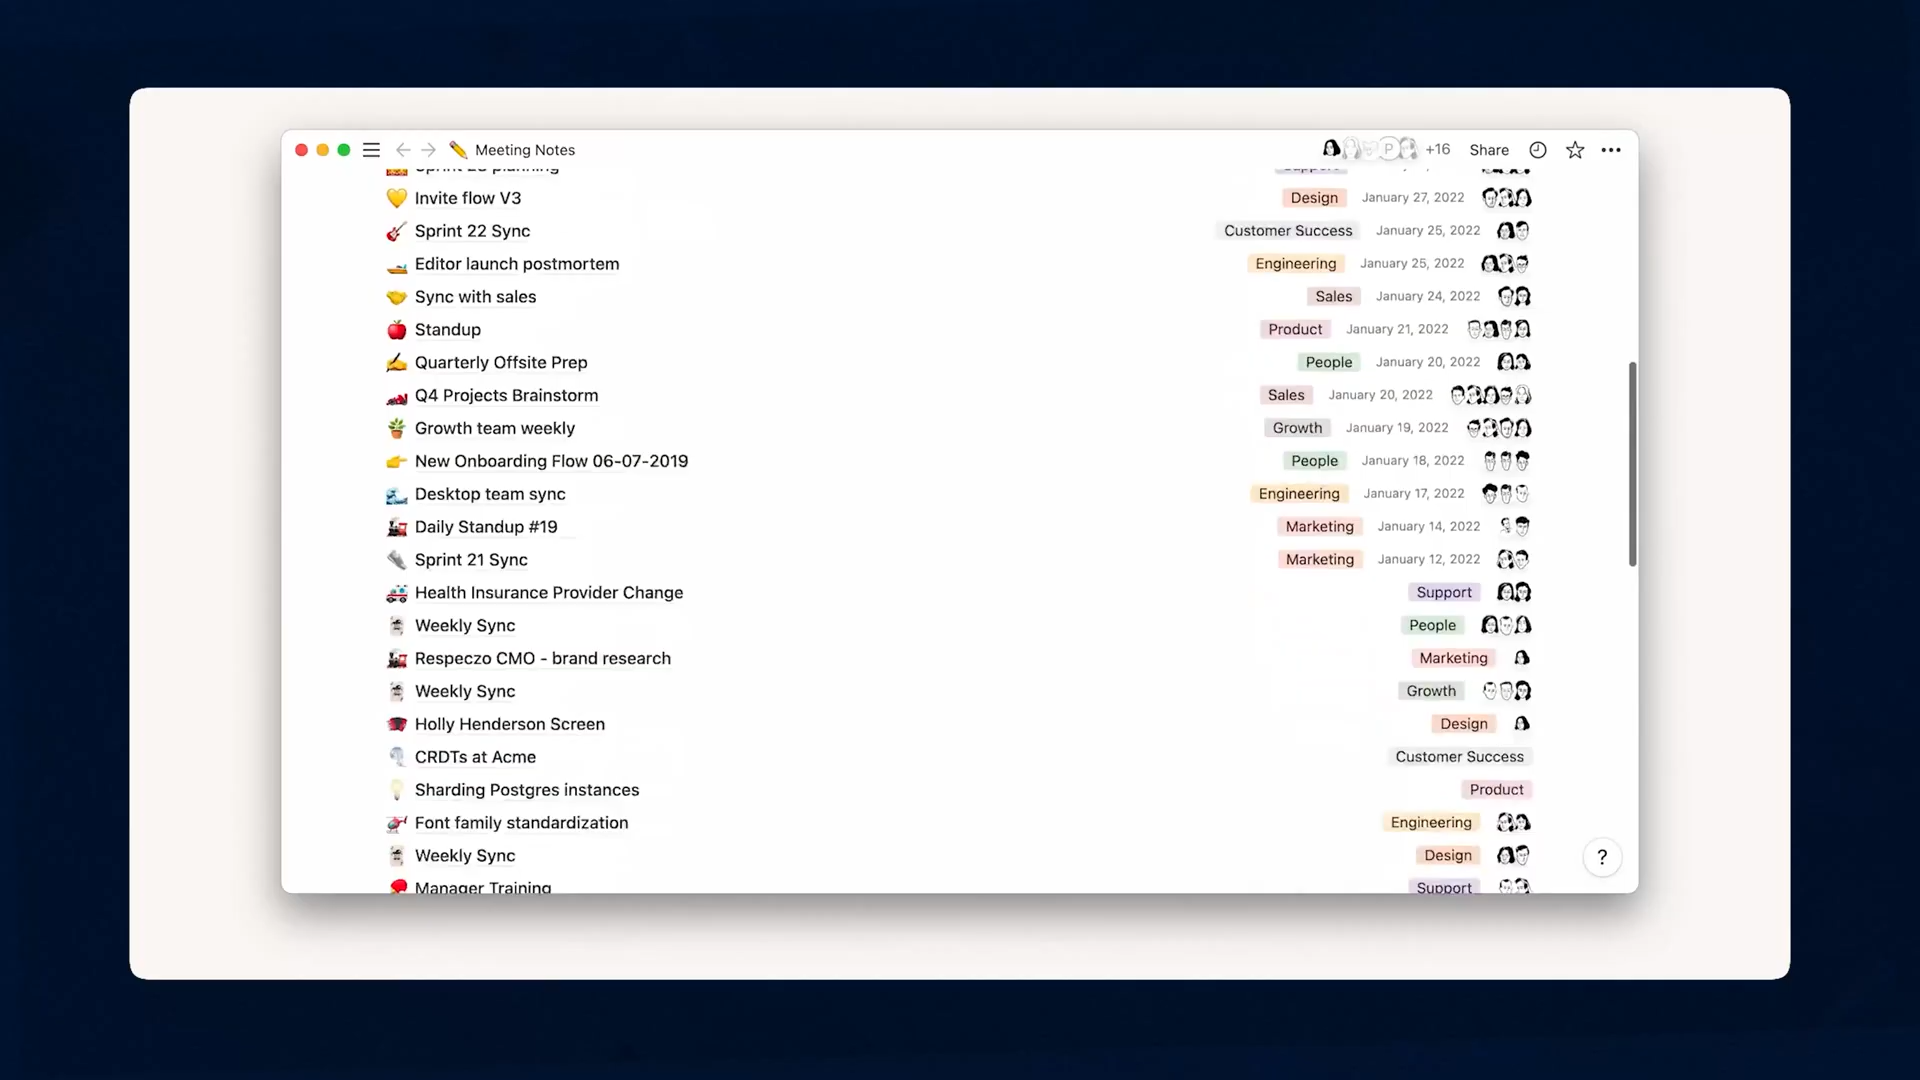 Meeting Notes P +16 Share
Sprint 23 planning Support
Invite flow V3 Design January 27, 2022
Sprint 22 Sync Customer Success January 25, 2022
Editor launch postmortem Engineering January 25, 2022
Sync with sales Sales January 24, 2022
Standup Product January 21, 2022
Quarterly Offsite Prep People January 20, 2022
Q4 Projects Brainstorm Sales January 20, 2022
Growth team weekly Growth January 19, 2022
New Onboarding Flow 06-07-2019 People January 18, 2022
Desktop team sync Engineering January 17, 2022
Daily Standup #19 Marketing January 14, 2022
Sprint 21 Sync Marketing January 12, 2022
Health Insurance Provider Change Support
Weekly Sync People
Respeczo CMO - brand research Marketing
Weekly Sync Growth
Holly Henderson Screen Design
CRDTs at Acme Customer Success
Sharding Postgres instances Product
Font family standardization Engineering
Weekly Sync Design
Manager Training Support
?